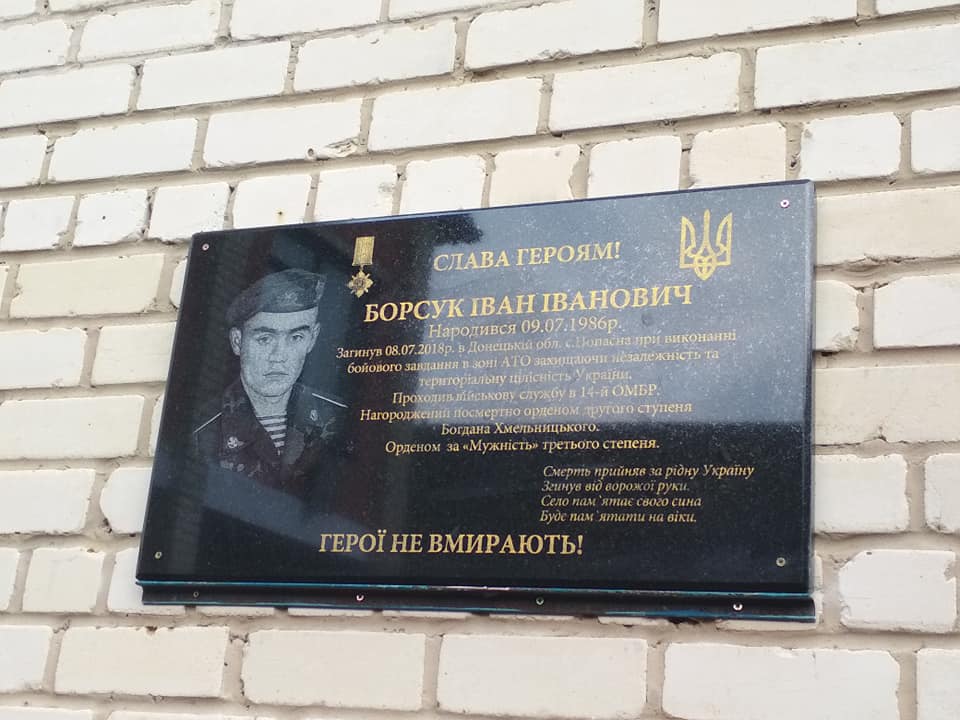 СЛАВА ГЕРОЯМ!
БОРСУК ІВАН ІВАНОВИЧ
Народився 09.07.1986р.
Загинув 08.07.2018р. в Донецькій обл. с.Попасна при виконанні
бойового завдання в зоні АТО захищаючи незалежність та
територіальну цілісність України.
Проходив військову службу в 14-й ОМБР.
Нагороджений посмертно орденом другого ступеня
Богдана Хмельницького.
Орденом за «Мужність» третього степеня.
Смерть прийняв за рідну Україну
Згинув від ворожої руки.
Село пам`ятає свого сина
Буде пам`ятати на віки.
ГЕРОЇ НЕ ВМИРАЮТЬ!